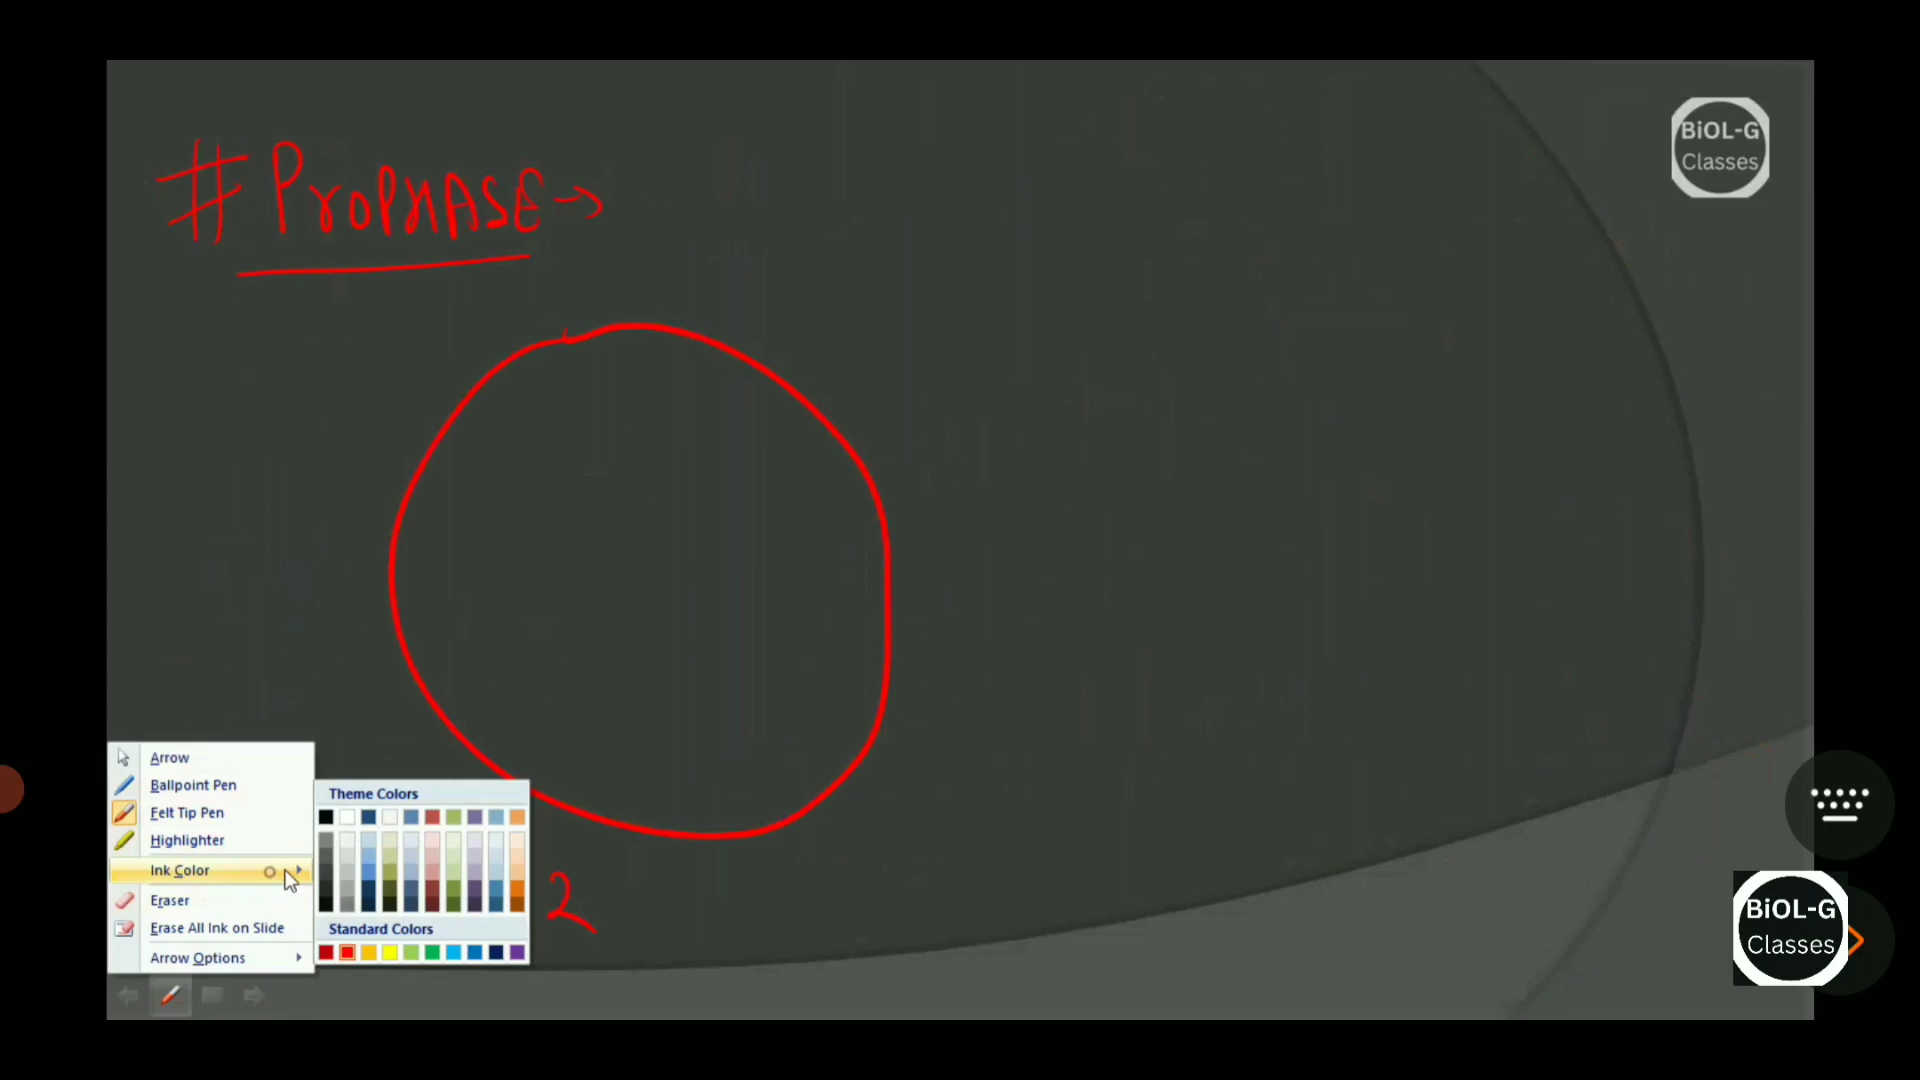 BiOL-G
Classes
# PROPHASE →
Arrow
Ballpoint Pen
Felt Tip Pen
Highlighter
Ink Color
Eraser
Erase All Ink on Slide
Arrow Options
Theme Colors
Standard Colors
2
BiOL-G
Classes